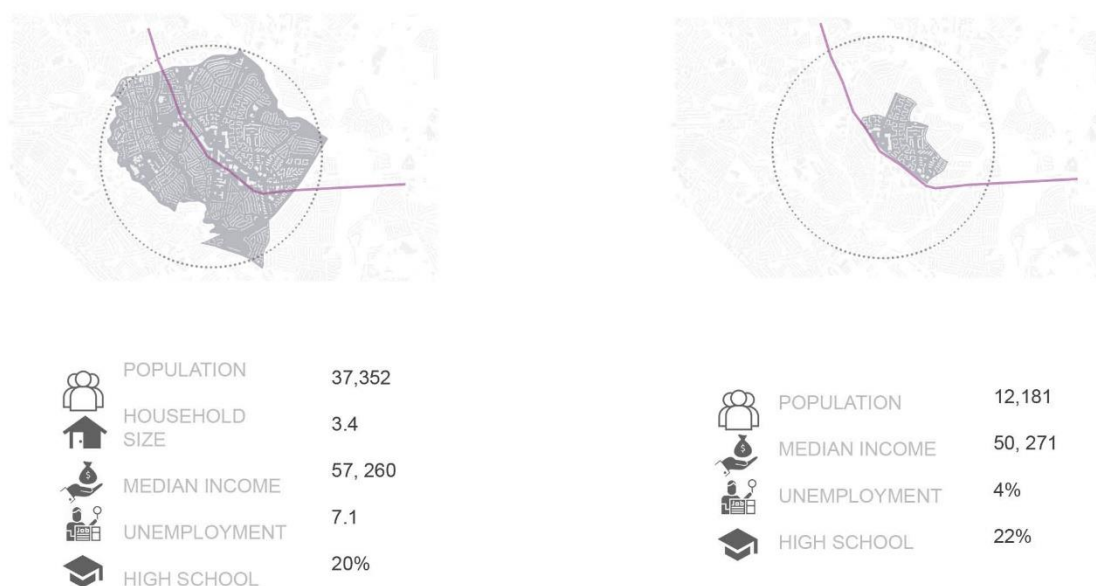 POPULATION
37,352
HOUSEHOLD
SIZE
3.4
MEDIAN INCOME
57, 260
UNEMPLOYMENT
7.1
HIGH SCHOOL
20%
POPULATION
12,181
MEDIAN INCOME
50, 271
UNEMPLOYMENT
4%
HIGH SCHOOL
22%